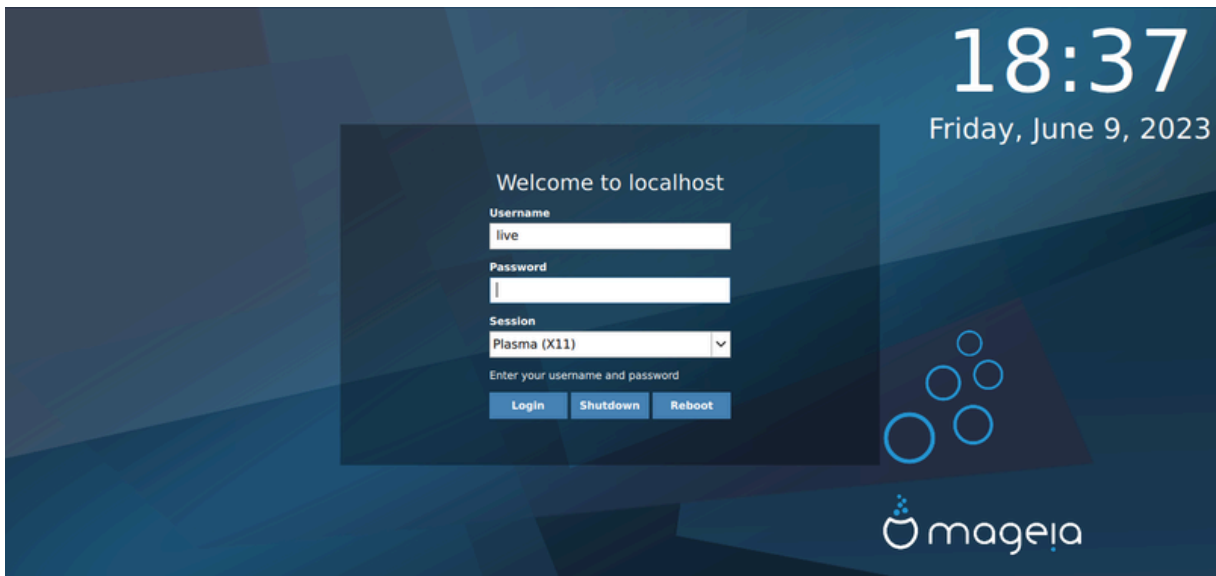 18:37
Friday, June 9, 2023
Welcome to localhost
Username
live
Password
Session
Plasma (X11)
Enter your username and password
Login Shutdown Reboot
mageia